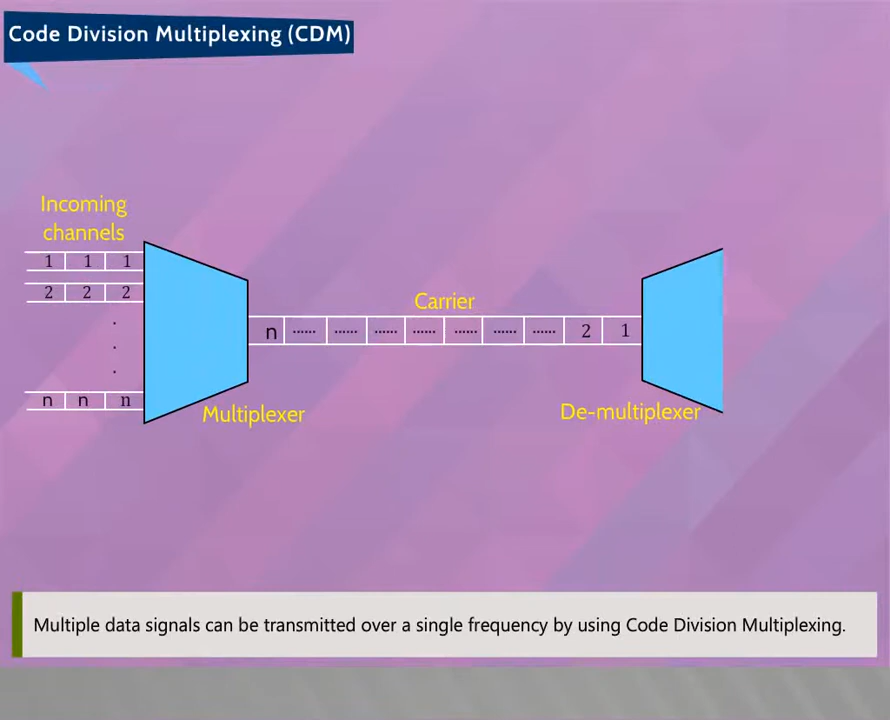 Code Division Multiplexing (CDM)
Incoming
channels
1 1 1
2 2 2
.
.
.
n n n
Carrier
n ...... ...... ...... ...... ...... ...... ...... 2 1
Multiplexer
De-multiplexer
Multiple data signals can be transmitted over a single frequency by using Code Division Multiplexing.